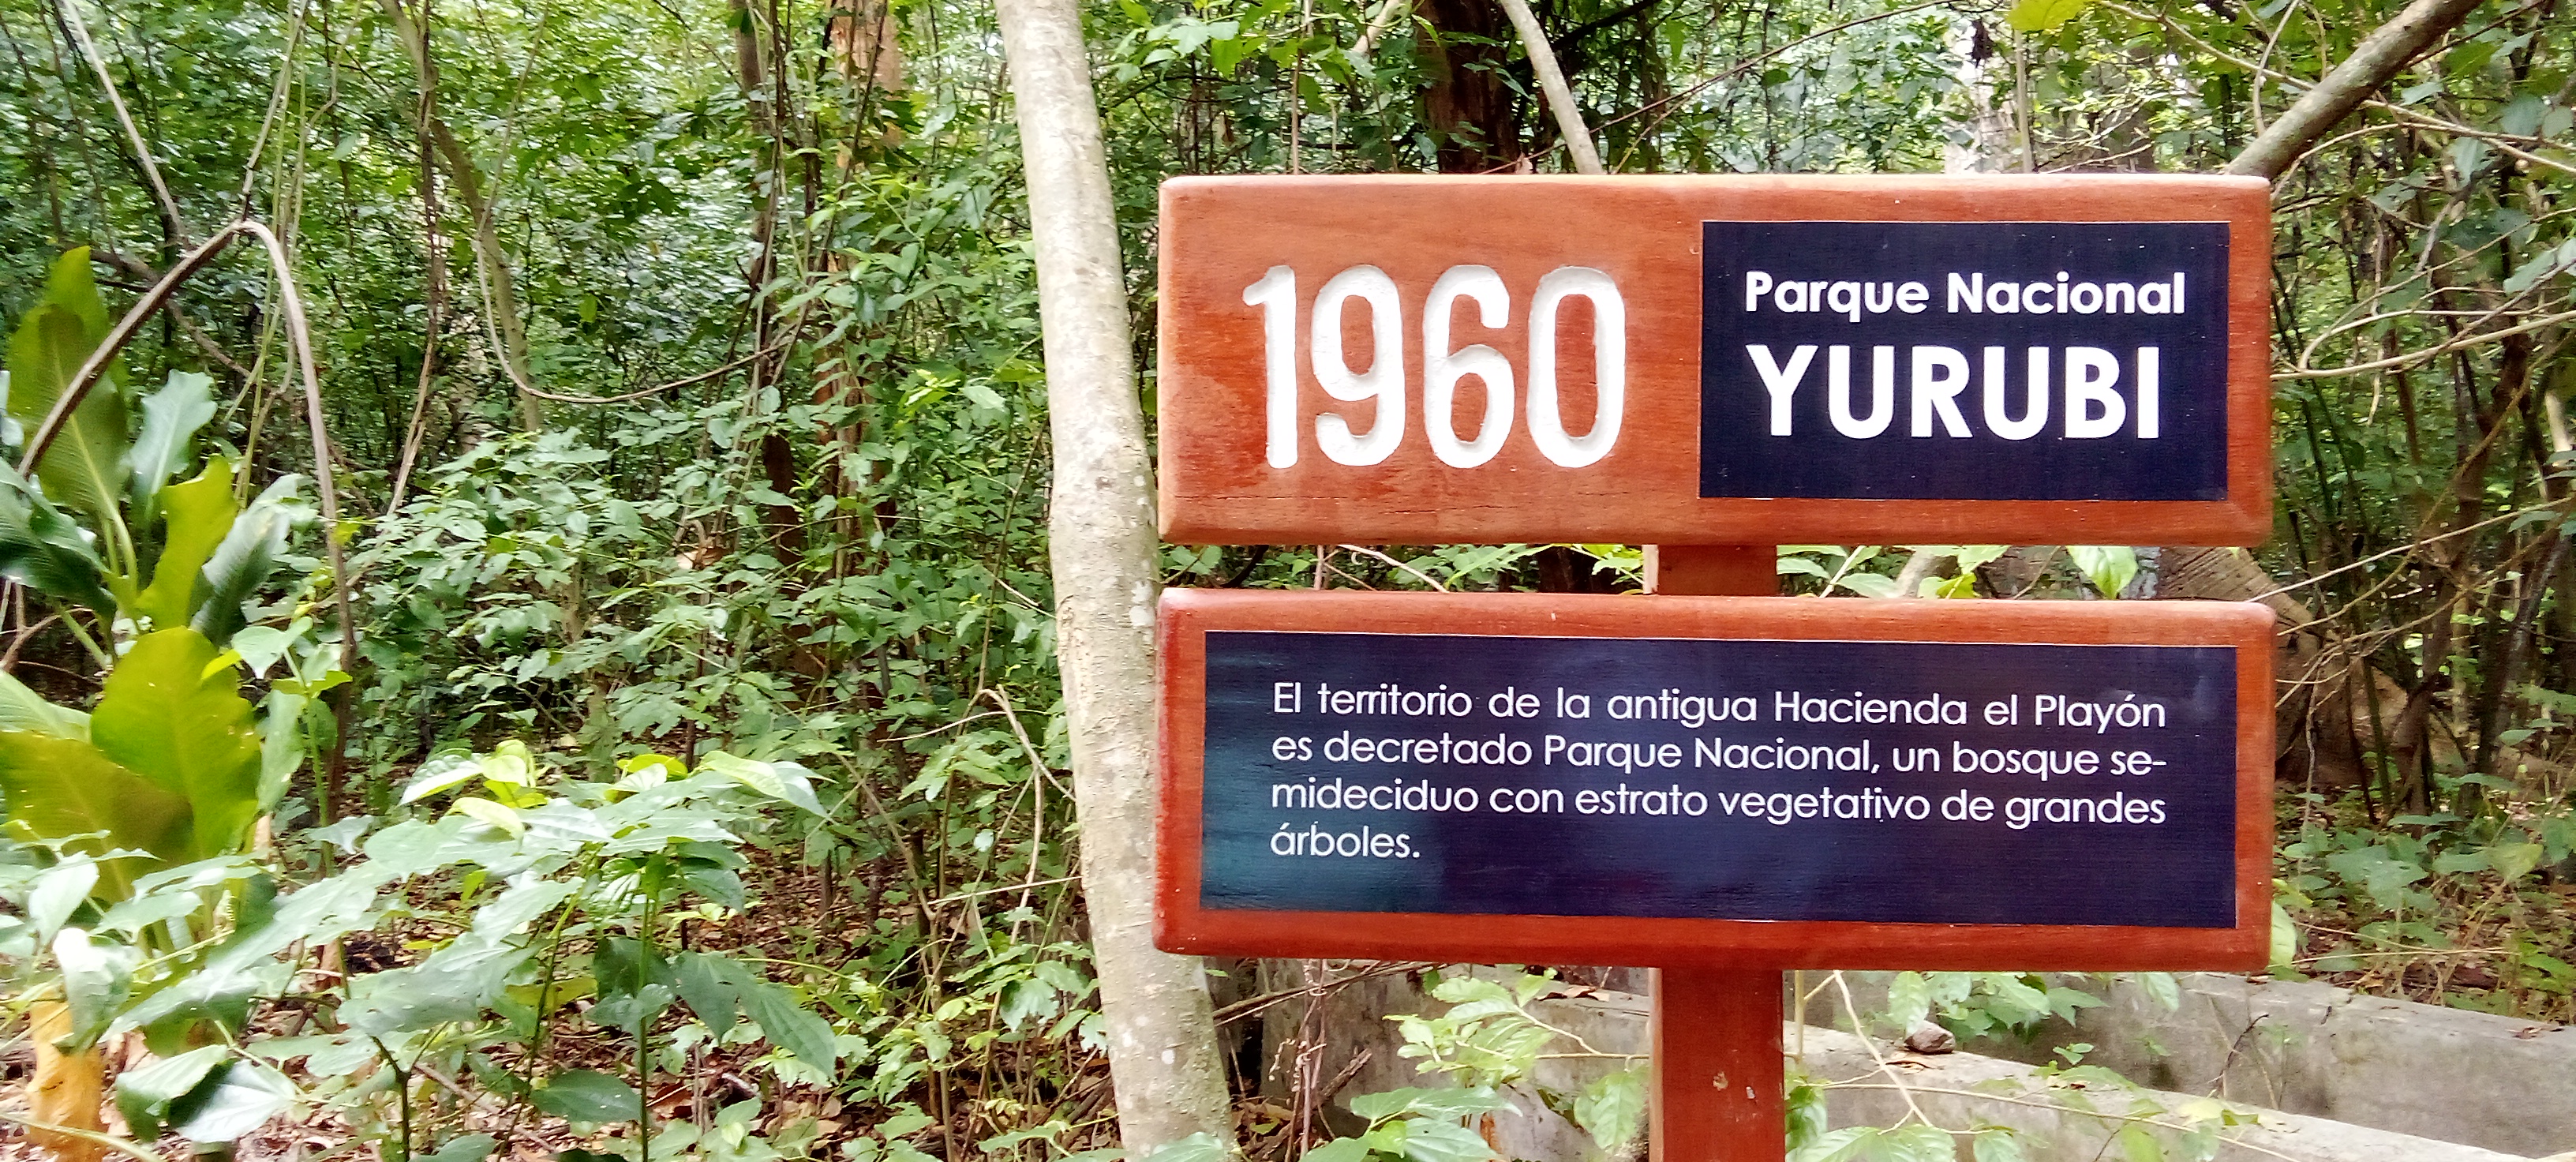 1960
Parque Nacional
YURUBI
El territorio de la antigua Hacienda el Playón
es decretado Parque Nacional, un bosque se-
mideciduo con estrato vegetativo de grandes
árboles.